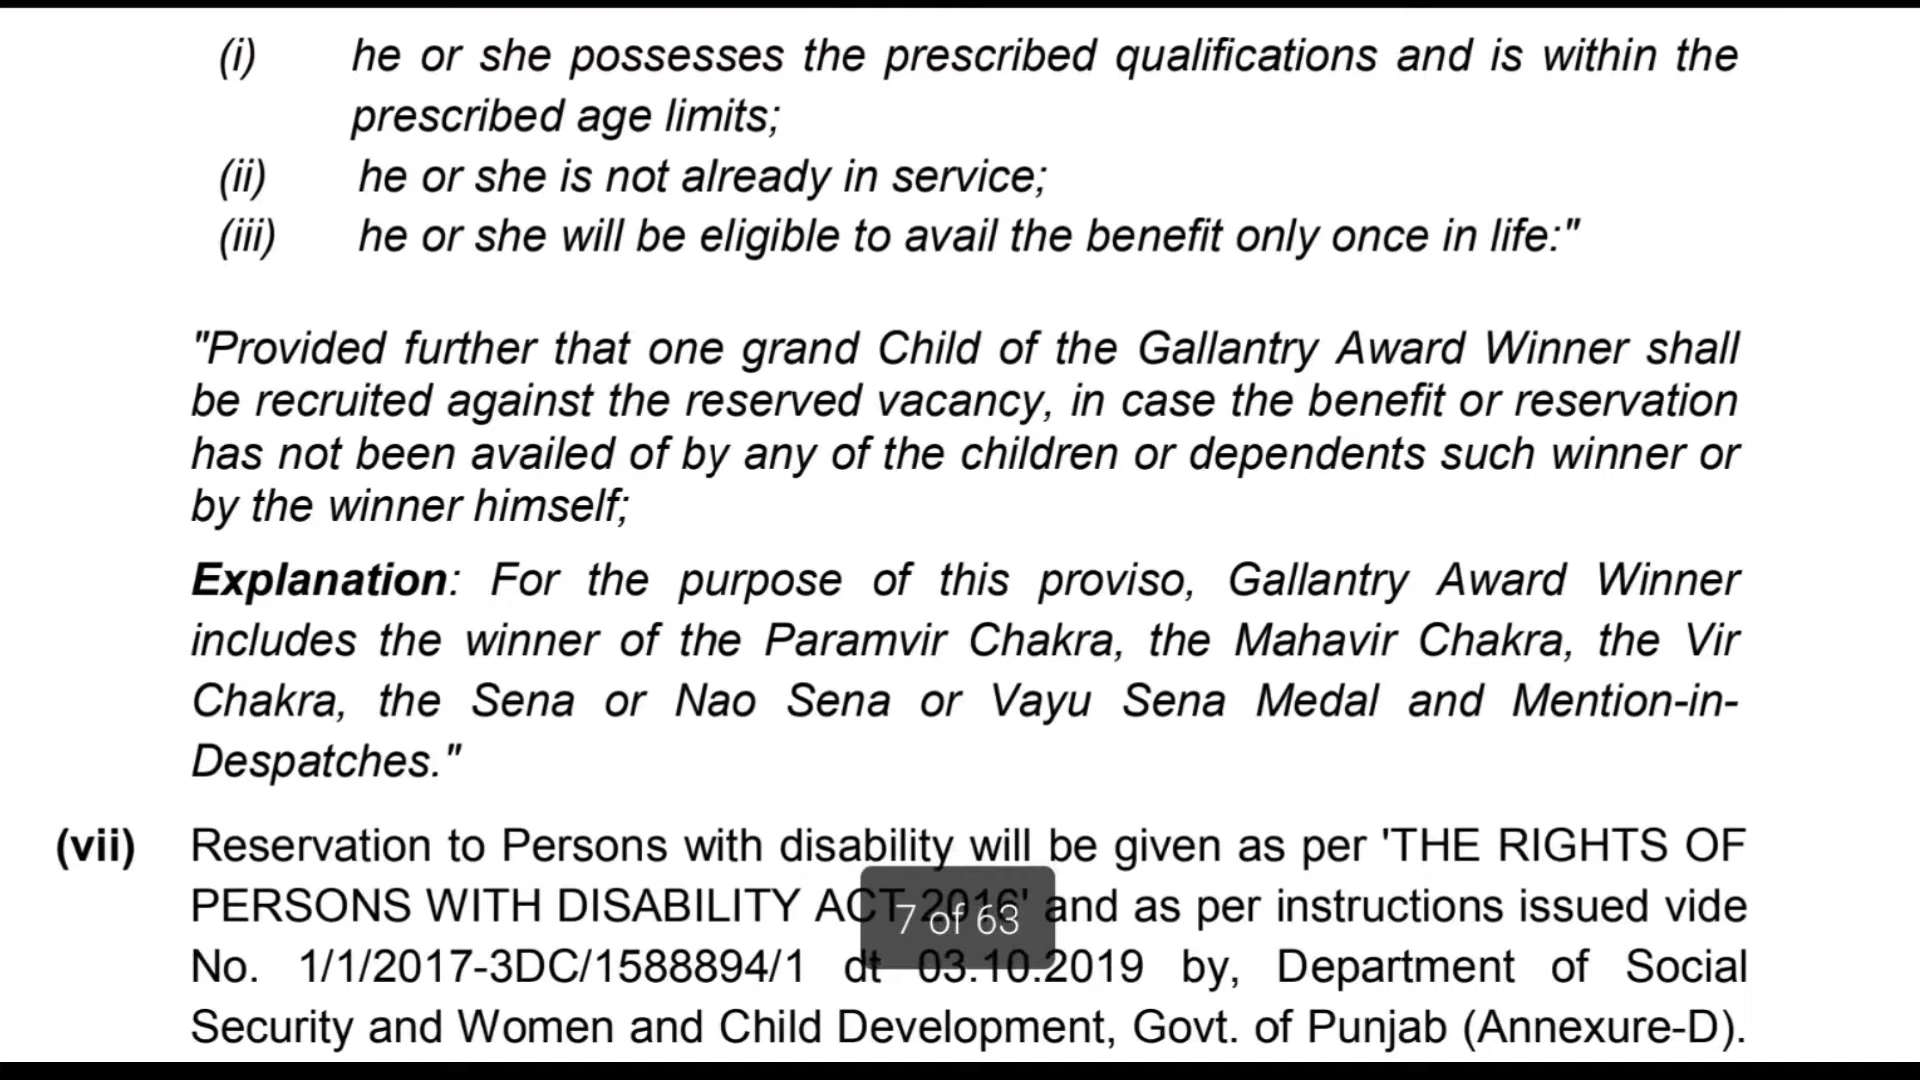 (i) he or she possesses the prescribed qualifications and is within the
prescribed age limits;
(ii) he or she is not already in service;
(iii) he or she will be eligible to avail the benefit only once in life:"
"Provided further that one grand Child of the Gallantry Award Winner shall
be recruited against the reserved vacancy, in case the benefit or reservation
has not been availed of by any of the children or dependents such winner or
by the winner himself;
Explanation: For the purpose of this proviso, Gallantry Award Winner
includes the winner of the Paramvir Chakra, the Mahavir Chakra, the Vir
Chakra, the Sena or Nao Sena or Vayu Sena Medal and Mention-in-
Despatches."
(vii) Reservation to Persons with disability will be given as per 'THE RIGHTS OF
PERSONS WITH DISABILITY ACT 2016' and as per instructions issued vide
7 of 63
No. 1/1/2017-3DC/1588894/1 dt 03.10.2019 by, Department of Social
Security and Women and Child Development, Govt. of Punjab (Annexure-D).